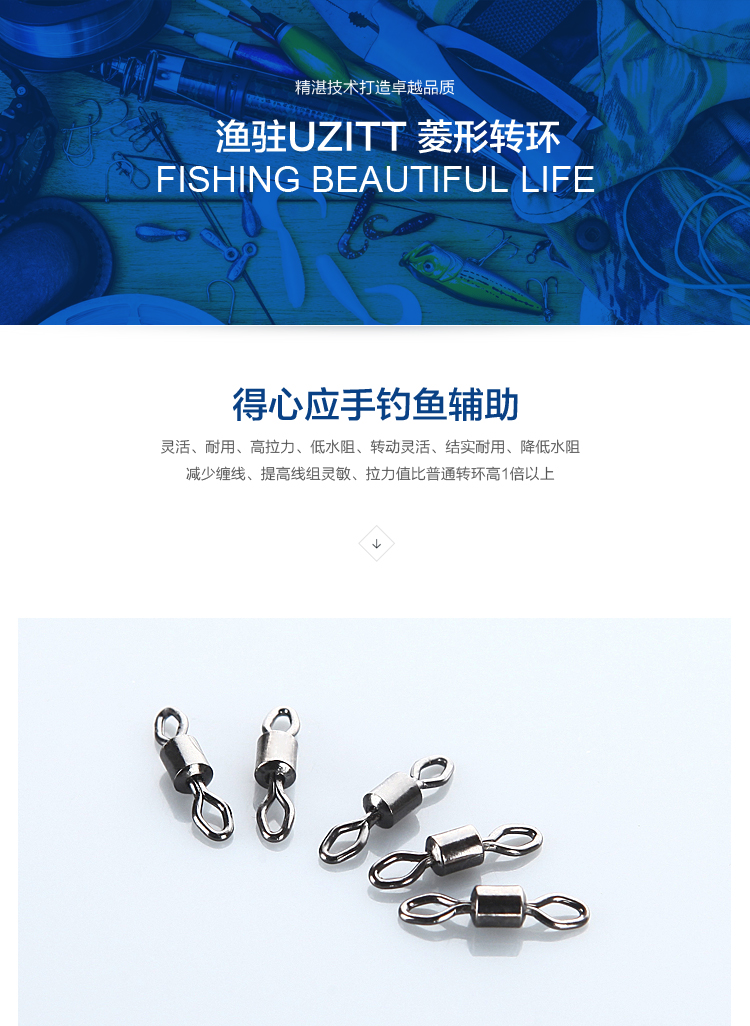 精湛技术打造卓越品质
渔驻UZITT 菱形转环
FISHING BEAUTIFUL LIFE
得心应手钓鱼辅助
灵活、耐用、高拉力、低水阻、转动灵活、结实耐用、降低水阻
减少缠线、提高线组灵敏、拉力值比普通转环高1倍以上